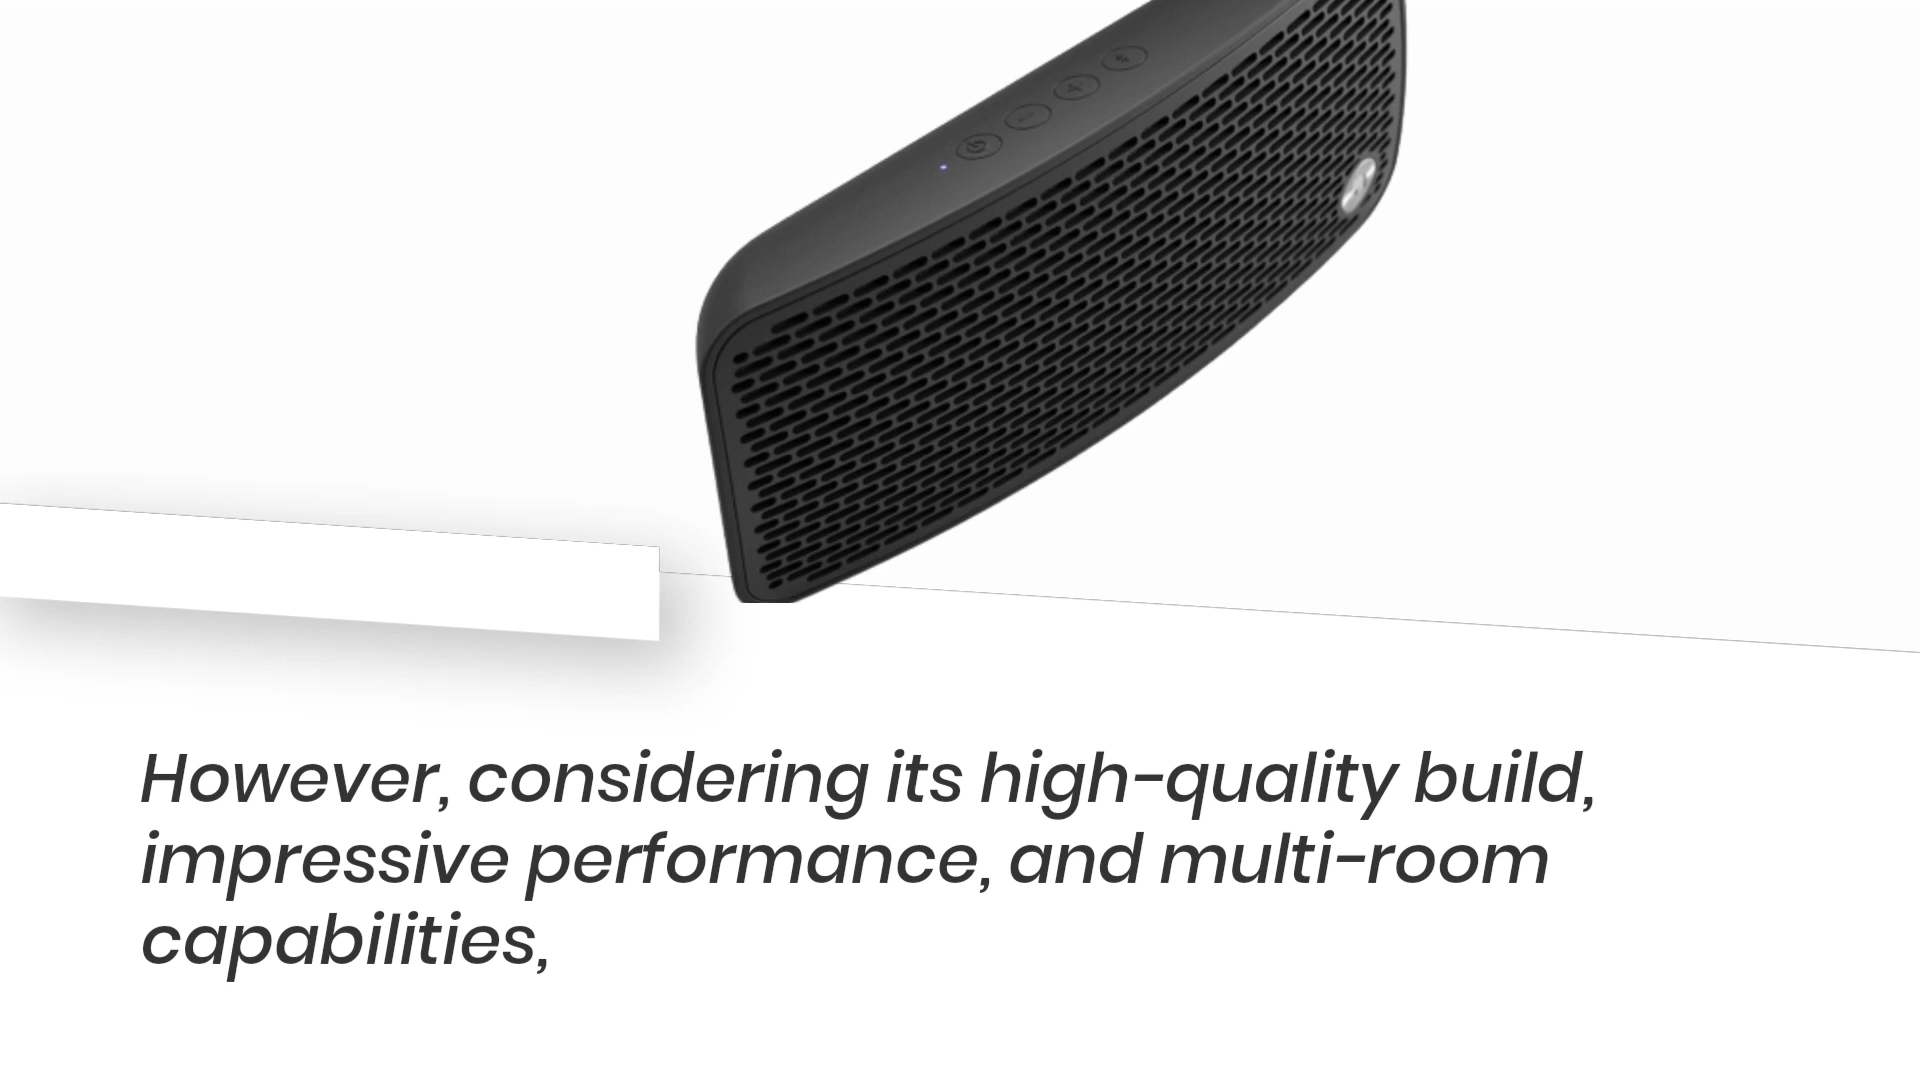 However, considering its high-quality build,
impressive performance, and multi-room
capabilities,